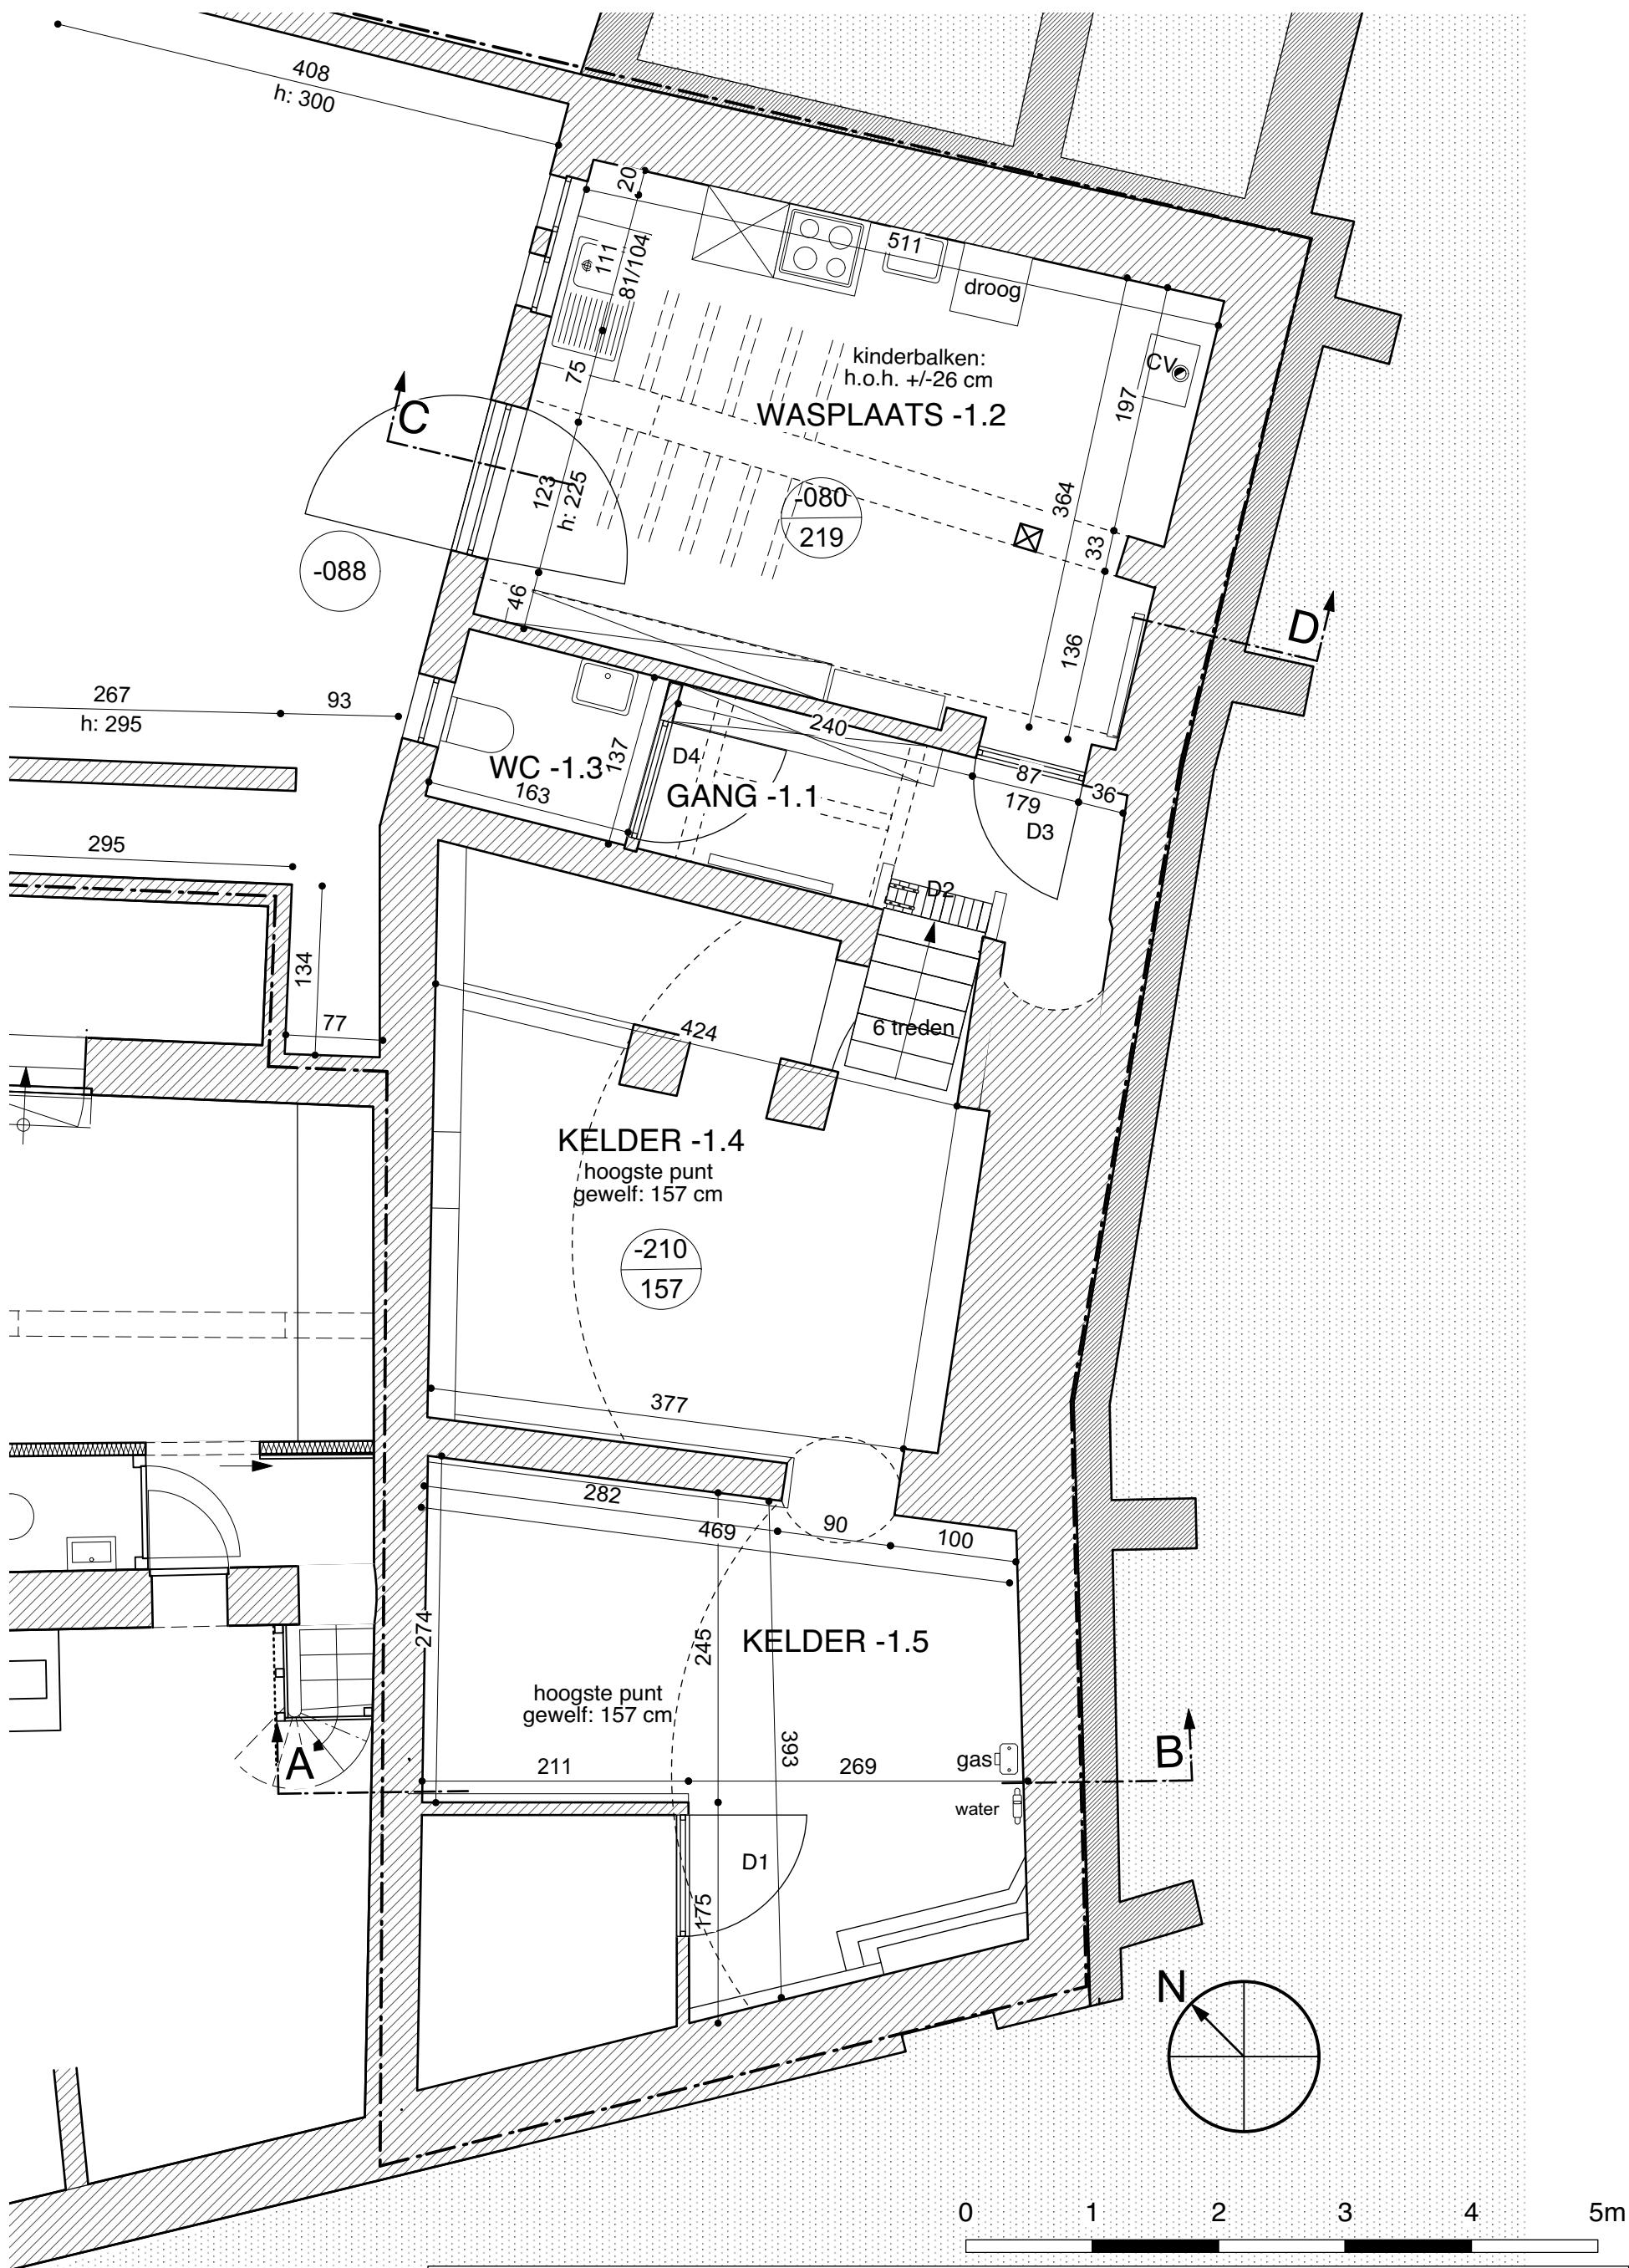 408
h: 300
20
111
81/104
511
droog
kinderbalken:
h.o.h. +/-26 cm
WASPLAATS -1.2
CV
75
197
C
123
h: 225
364
-080
219
33
-088
46
136
D
267
h: 295
93
240
137
D4
WC -1.3
163
GANG -1.1
87
179
36
D3
295
D2
134
77
424
6 treden
KELDER -1.4
hoogste punt
gewelf: 157 cm
-210
157
377
282
469
90
100
274
245
KELDER -1.5
hoogste punt
gewelf: 157 cm
393
A
211
269
gas
B
water
D1
175
N
0 1 2 3 4 5m